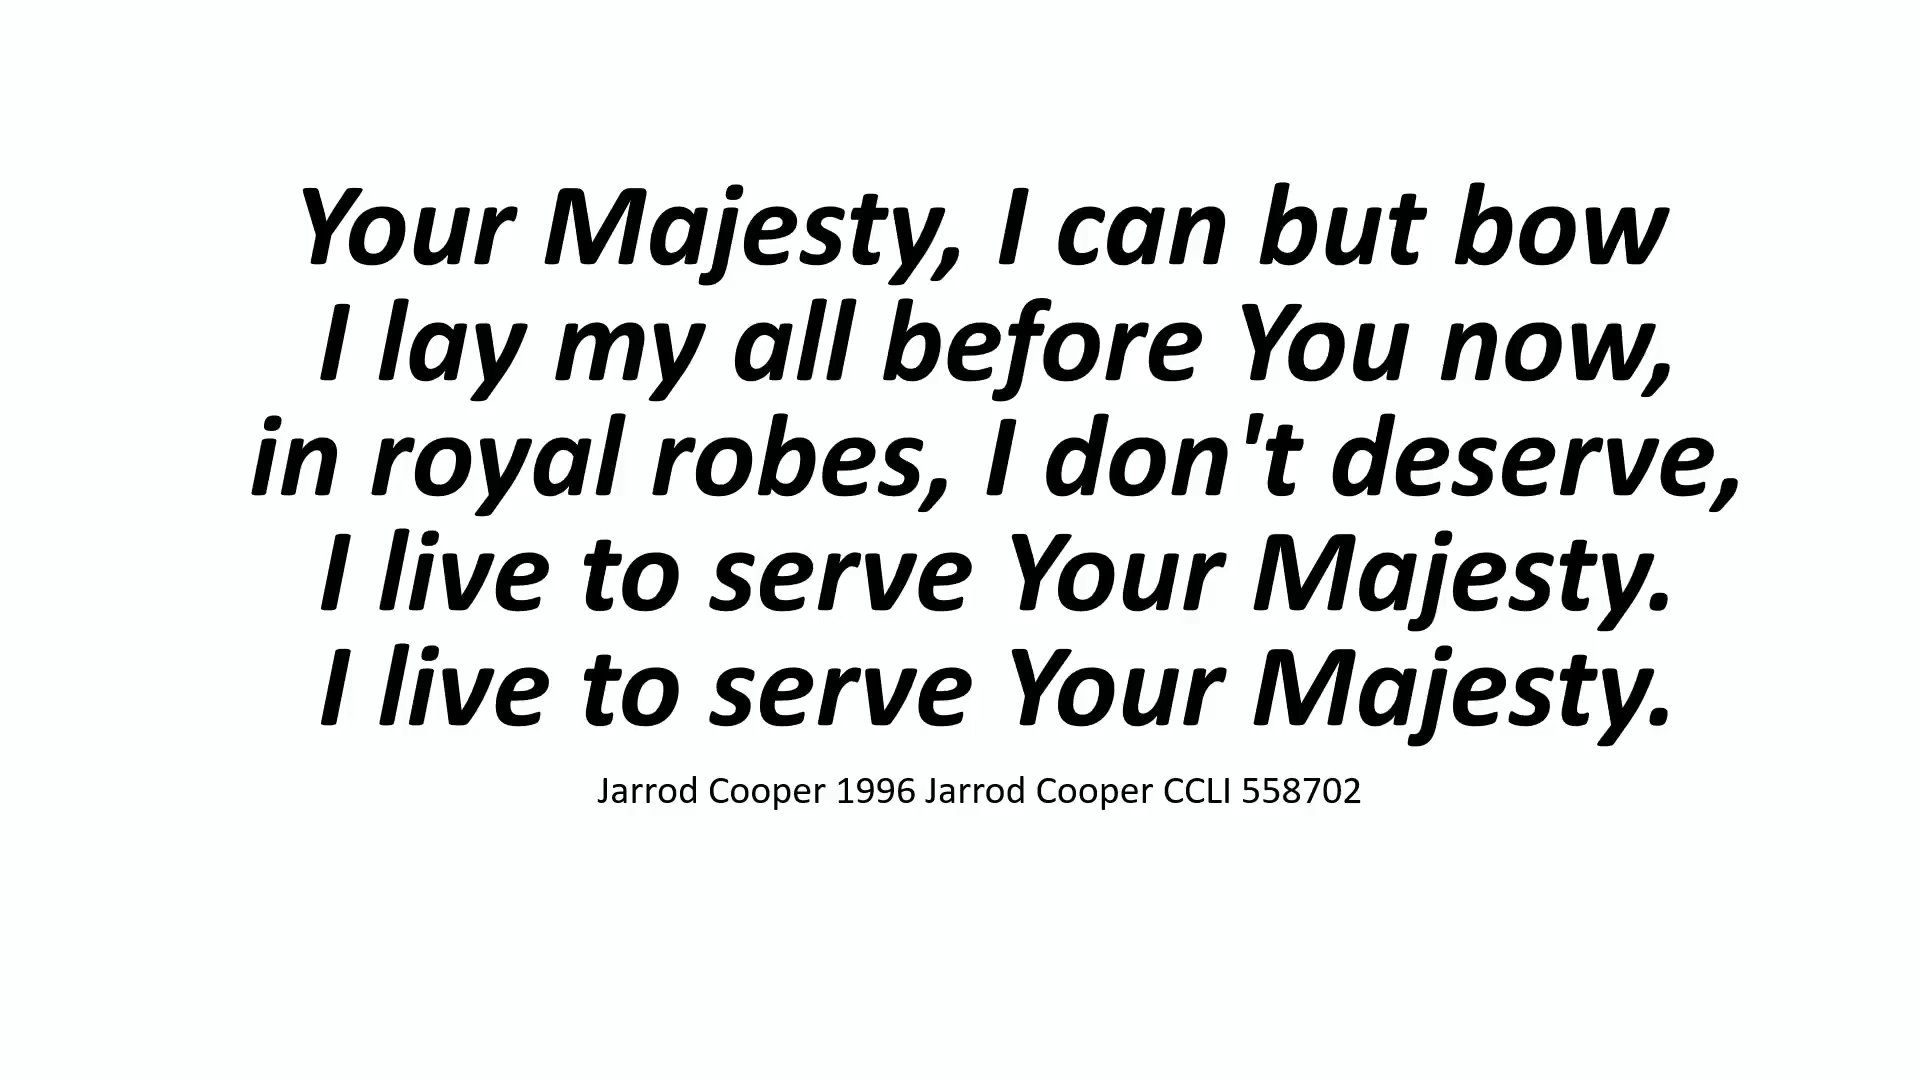 Your Majesty, I can but bow
I lay my all before You now,
in royal robes, I don't deserve,
I live to serve Your Majesty.
I live to serve Your Majesty.
Jarrod Cooper 1996 Jarrod Cooper CCLI 558702